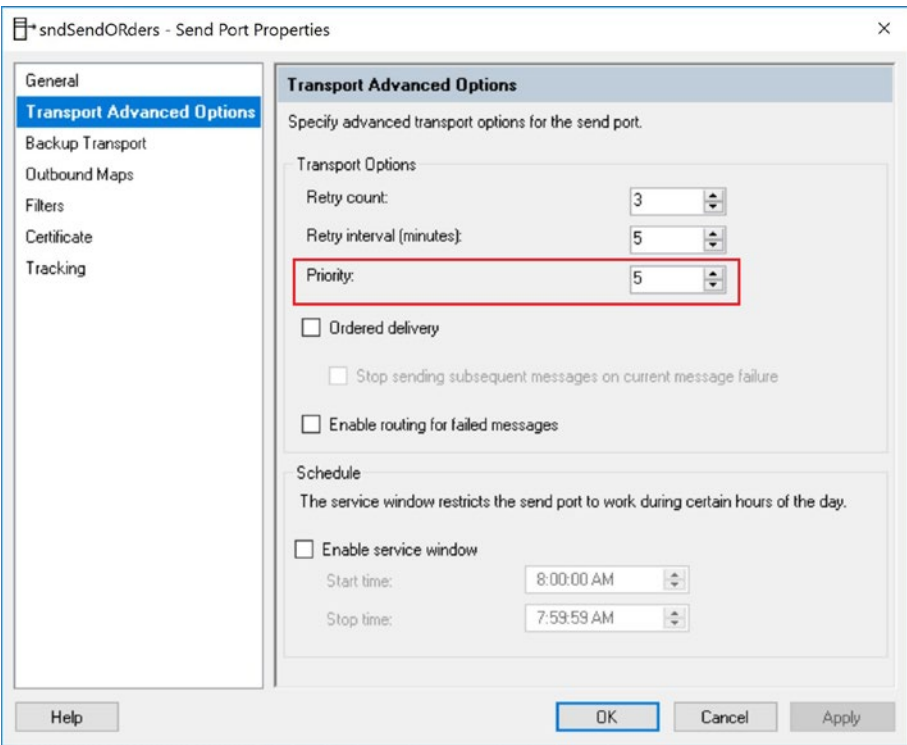 sndSendORders - Send Port Properties
General
Transport Advanced Options
Backup Transport
Outbound Maps
Filters
Certificate
Tracking
Transport Advanced Options
Specify advanced transport options for the send port.
Transport Options
Retry count: 3
Retry interval (minutes): 5
Priority: 5
Ordered delivery
Stop sending subsequent messages on current message failure
Enable routing for failed messages
Schedule
The service window restricts the send port to work during certain hours of the day.
Enable service window
Start time: 8:00:00 AM
Stop time: 7:59:59 AM
Help
OK
Cancel
Apply